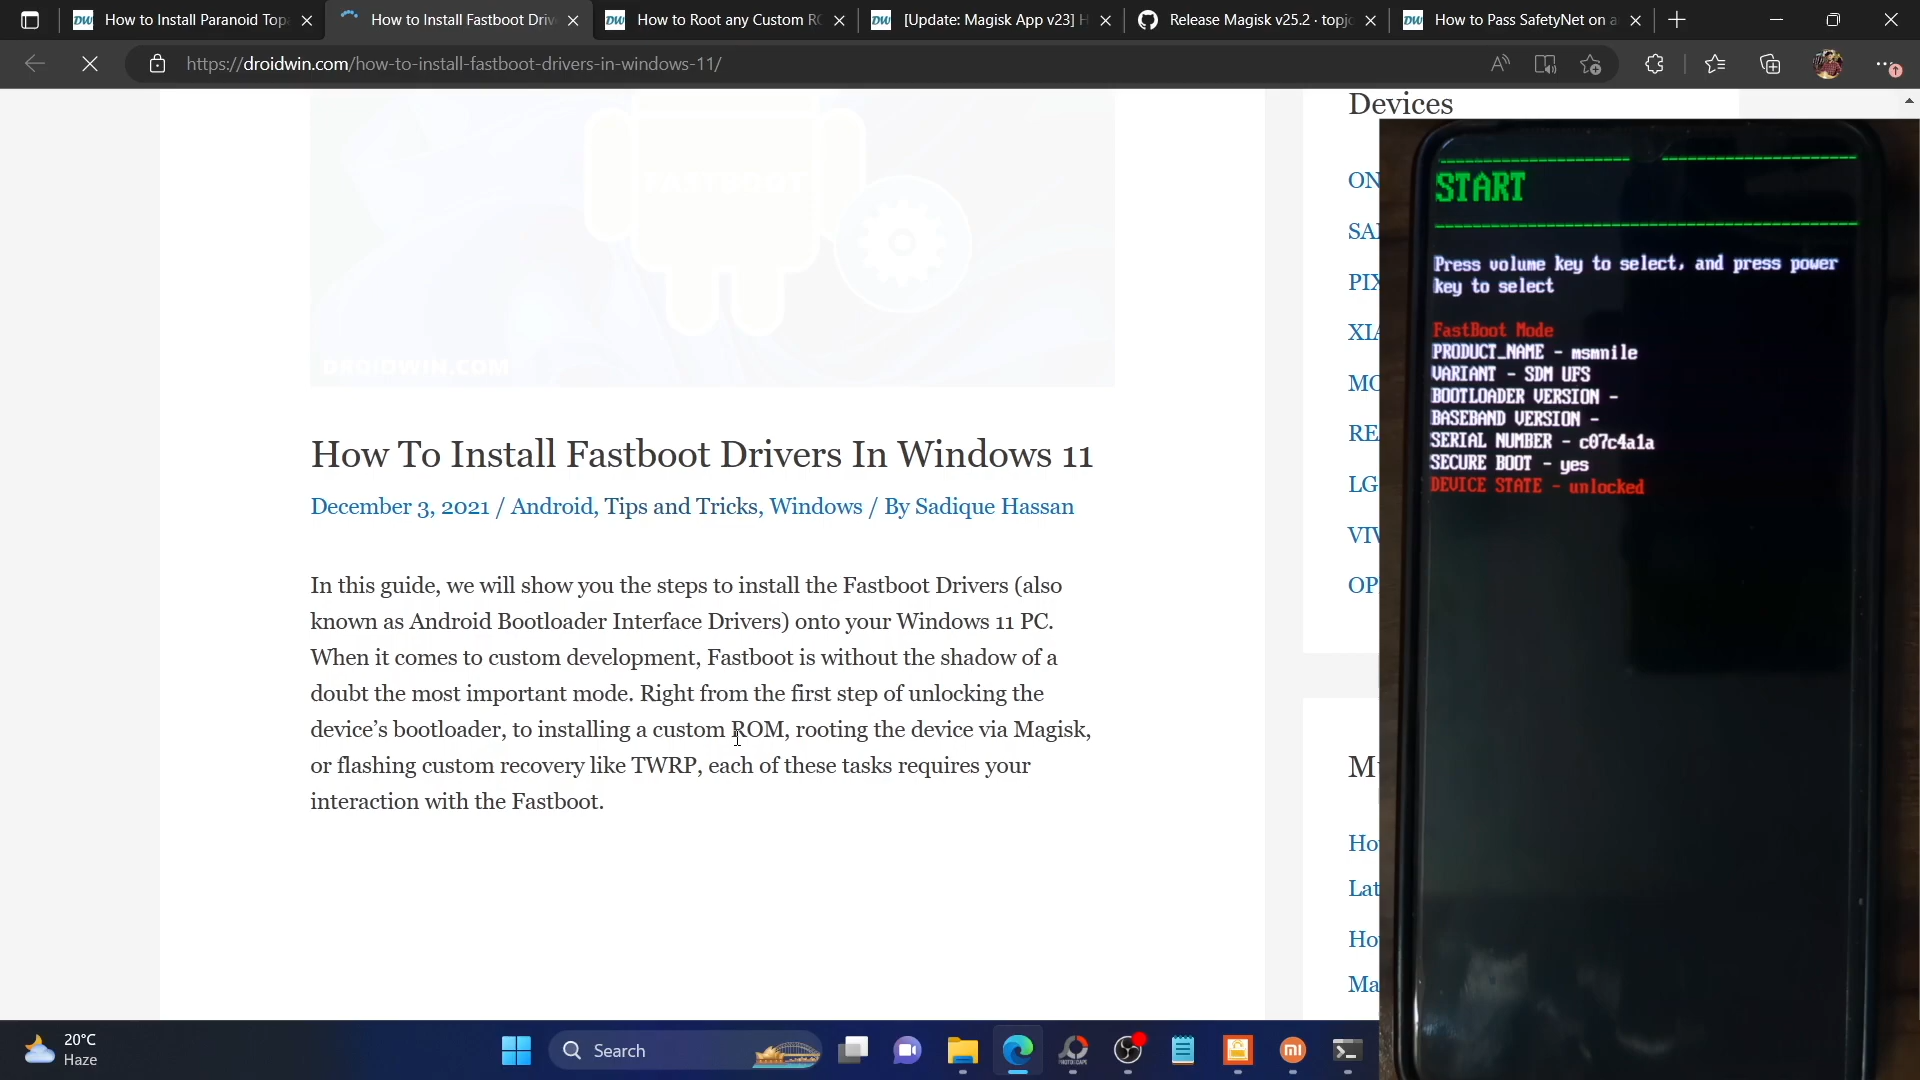 How to Install Paranoid Topa
How to Install Fastboot Driv
How to Root any Custom RO
[Update: Magisk App v23] H
Release Magisk v25.2 · topjo
How to Pass SafetyNet on a
https://droidwin.com/how-to-install-fastboot-drivers-in-windows-11/
DROIDWIN.COM
How To Install Fastboot Drivers In Windows 11
December 3, 2021 / Android, Tips and Tricks, Windows / By Sadique Hassan
In this guide, we will show you the steps to install the Fastboot Drivers (also
known as Android Bootloader Interface Drivers) onto your Windows 11 PC.
When it comes to custom development, Fastboot is without the shadow of a
doubt the most important mode. Right from the first step of unlocking the
device's bootloader, to installing a custom ROM, rooting the device via Magisk,
or flashing custom recovery like TWRP, each of these tasks requires your
interaction with the Fastboot.
Devices
ON
SA
PIX
XIA
MO
RE
LG
VIV
OP
M
Ho
Lat
Ho
Ma
START
Press volume key to select, and press power
key to select
FastBoot Mode
PRODUCT_NAME - msmnile
VARIANT - SDM UFS
BOOTLOADER VERSION -
BASEBAND VERSION -
SERIAL NUMBER - c07c4a1a
SECURE BOOT - yes
DEVICE STATE - unlocked
20°C
Haze
Search